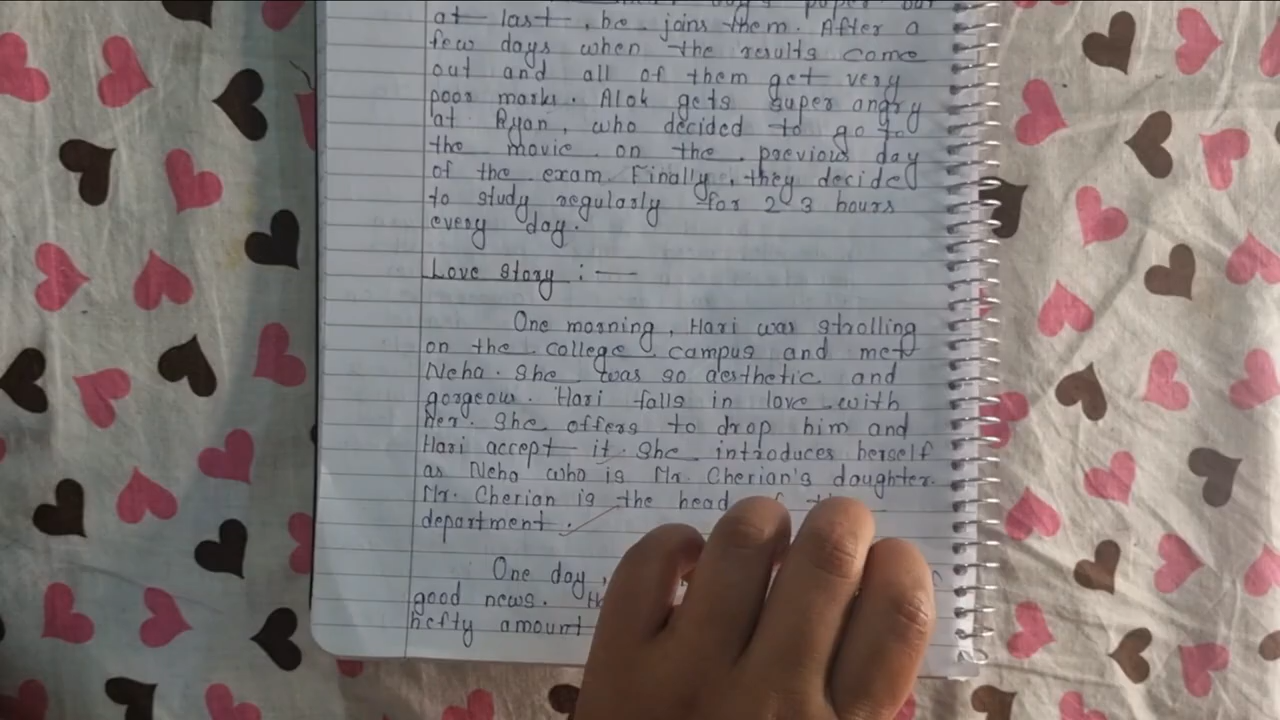 at last, he joins them. After a
few days when the results come
out and all of them get very
poor marks. Alok gets super angry
at Ryan, who decided to go to
the movie on the previous day
of the exam. Finally, they decided
to study regularly for 2-3 hours
every day.
Love story :—
One morning, Hari was strolling
on the college campus and met
Neha. She was so aesthetic and
gorgeous. Hari falls in love with
her. She offers to drop him and
Hari accept it. She introduces herself
as Neha who is Mr. Cherian's daughter.
Mr. Cherian is the head
department.
One day,
good news.
hefty amount